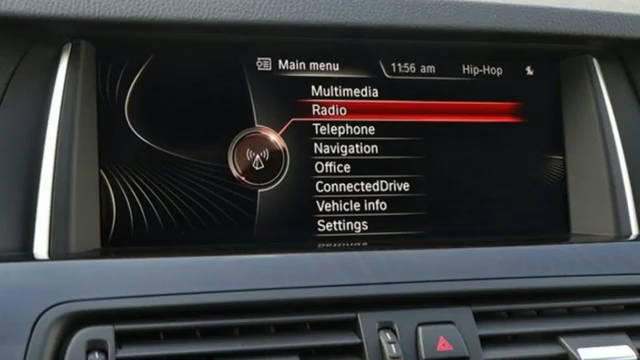 Main menu 11:56 am Hip-Hop
Multimedia
Radio
Telephone
Navigation
Office
ConnectedDrive
Vehicle info
Settings